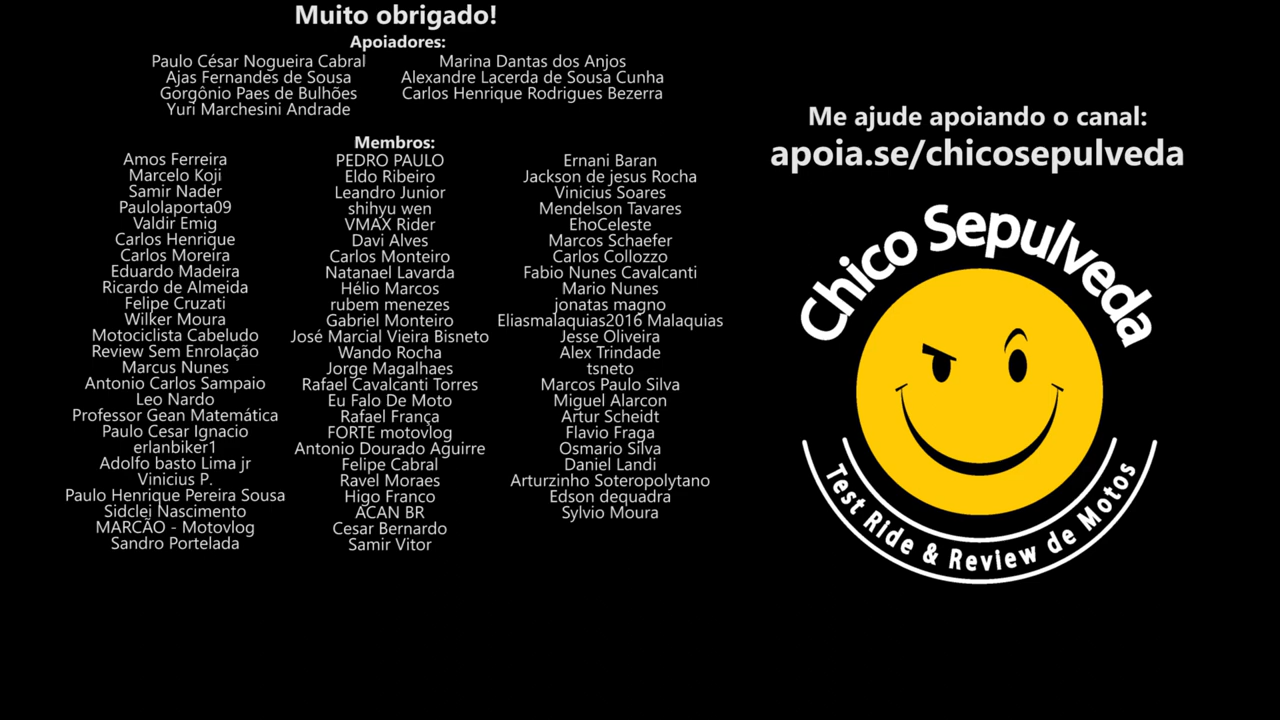 Muito obrigado!
Apoiadores:
Paulo César Nogueira Cabral
Ajas Fernandes de Sousa
Gorgônio Paes de Bulhões
Yuri Marchesini Andrade
Marina Dantas dos Anjos
Alexandre Lacerda de Sousa Cunha
Carlos Henrique Rodrigues Bezerra
Membros:
Amos Ferreira
Marcelo Koji
Samir Nader
Paulolaporta09
Valdir Emig
Carlos Henrique
Carlos Moreira
Eduardo Madeira
Ricardo de Almeida
Felipe Cruzati
Wilker Moura
Motociclista Cabeludo
Review Sem Enrolação
Marcus Nunes
Antonio Carlos Sampaio
Leo Nardo
Professor Gean Matemática
Paulo Cesar Ignacio
erlanbiker1
Adolfo basto Lima jr
Vinicius P.
Paulo Henrique Pereira Sousa
Sidclei Nascimento
MARCÃO - Motovlog
Sandro Portelada
PEDRO PAULO
Eldo Ribeiro
Leandro Junior
shihyu wen
VMAX Rider
Davi Alves
Carlos Monteiro
Natanael Lavarda
Hélio Marcos
rubem menezes
Gabriel Monteiro
José Marcial Vieira Bisneto
Wando Rocha
Jorge Magalhaes
Rafael Cavalcanti Torres
Eu Falo De Moto
Rafael França
FORTE motovlog
Antonio Dourado Aguirre
Felipe Cabral
Ravel Moraes
Higo Franco
ACAN BR
Cesar Bernardo
Samir Vitor
Ernani Baran
Jackson de jesus Rocha
Vinicius Soares
Mendelson Tavares
EhoCeleste
Marcos Schaefer
Carlos Collozzo
Fabio Nunes Cavalcanti
Mario Nunes
jonatas magno
Eliasmalaquias2016 Malaquias
Jesse Oliveira
Alex Trindade
tsneto
Marcos Paulo Silva
Miguel Alarcon
Artur Scheidt
Flavio Fraga
Osmario Silva
Daniel Landi
Arturzinho Soteropolytano
Edson dequadra
Sylvio Moura
Me ajude apoiando o canal:
apoia.se/chicosepulveda
Chico Sepulveda
Test Ride & Review de Motos